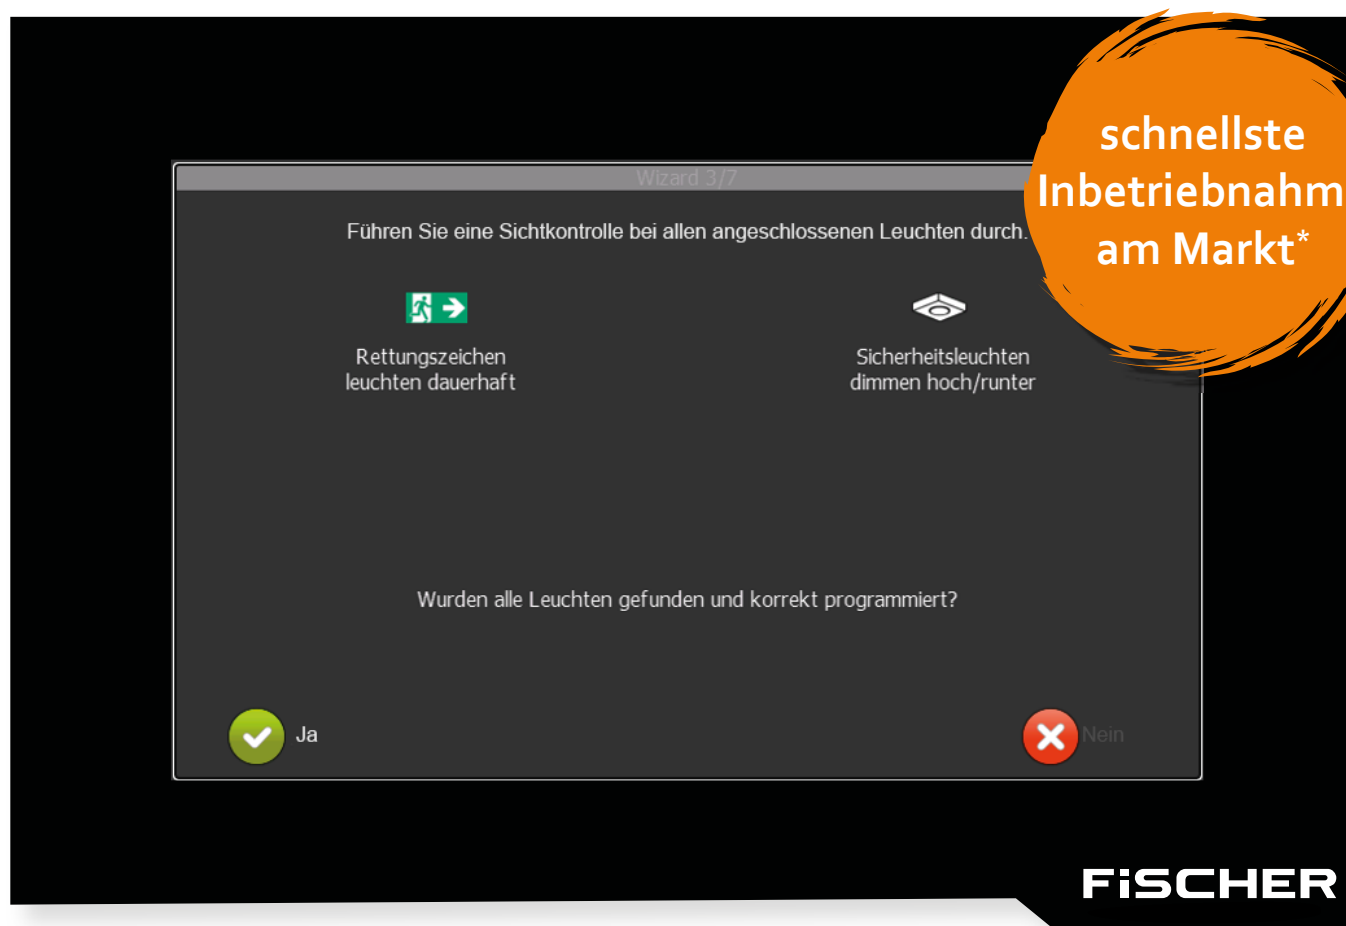 schnellste
Inbetriebnahm
am Markt*
Wizard 3/7
Führen Sie eine Sichtkontrolle bei allen angeschlossenen Leuchten durch.
Rettungszeichen
leuchten dauerhaft
Sicherheitsleuchten
dimmen hoch/runter
Wurden alle Leuchten gefunden und korrekt programmiert?
Ja
Nein
FiSCHER